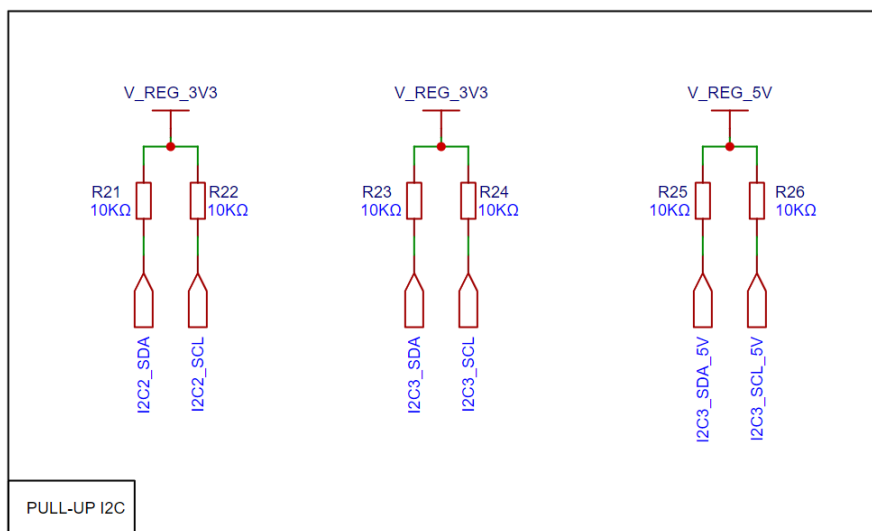 V_REG_3V3
V_REG_3V3
V_REG_5V
R21
10KΩ
R22
10KΩ
R23
10KΩ
R24
10KΩ
R25
10KΩ
R26
10KΩ
I2C2_SDA
I2C2_SCL
I2C3_SDA
I2C3_SCL
I2C3_SDA_5V
I2C3_SCL_5V
PULL-UP I2C